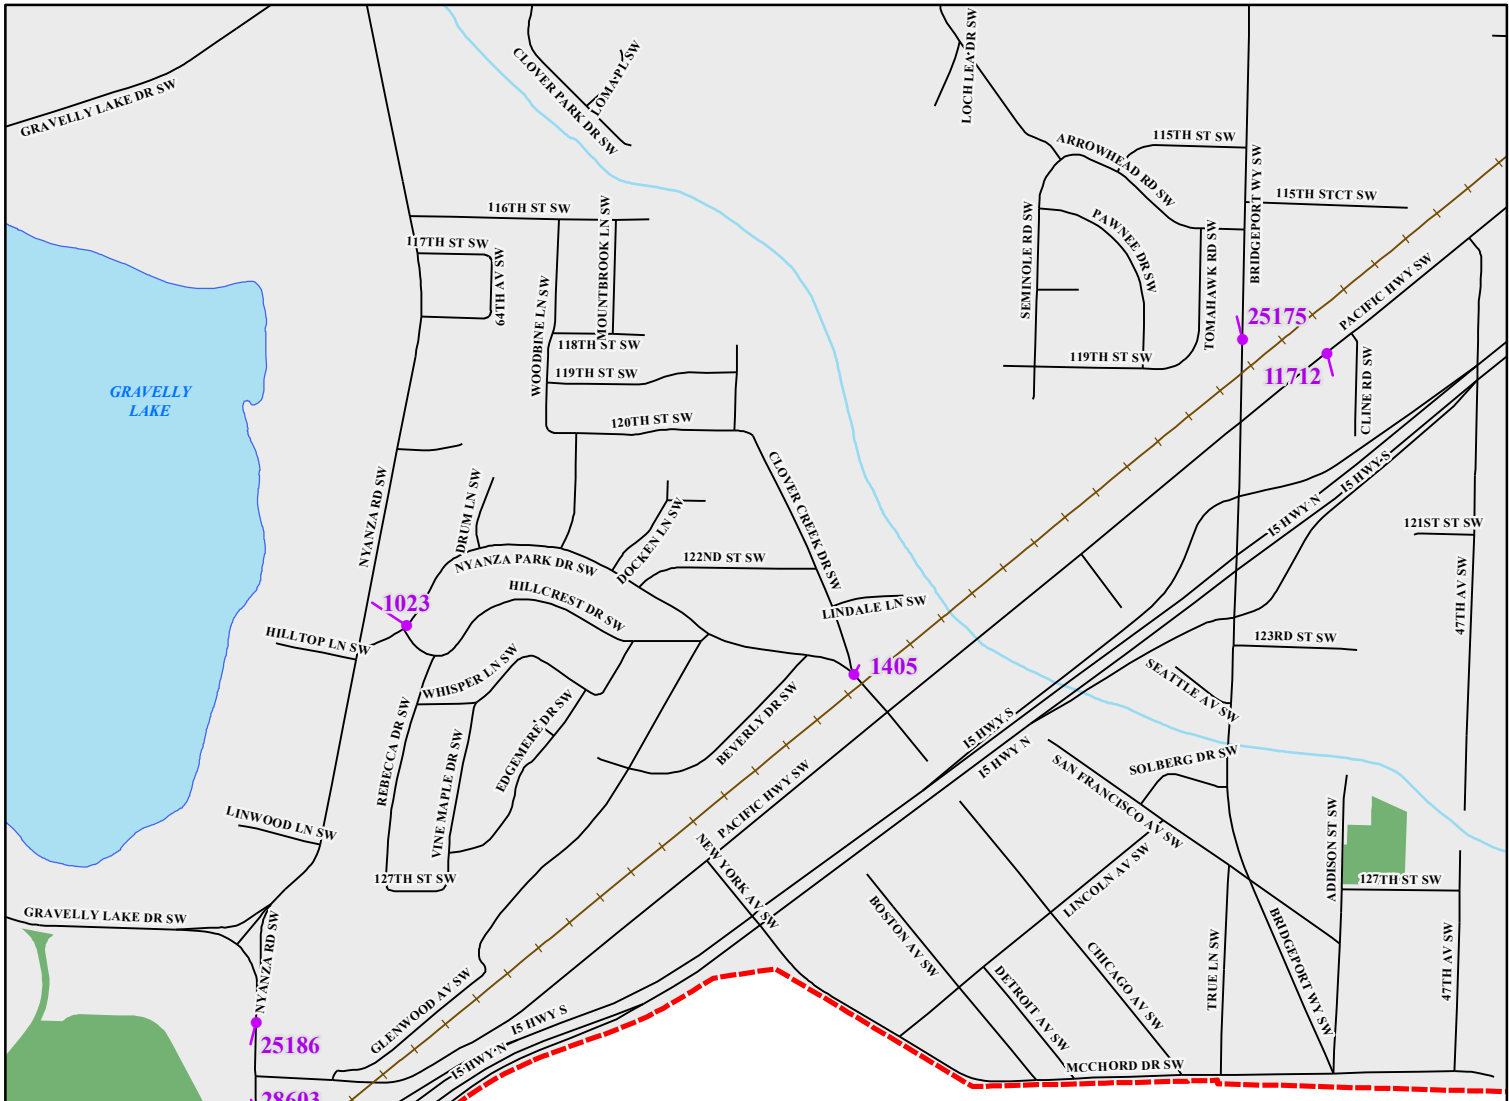 GRAVELLY LAKE DR SW
CLOVER PARK DR SW
LOMA PL SW
LOCH LEA DR SW
ARROWHEAD RD SW
115TH ST SW
BRIDGEPORT WY SW
115TH STCT SW
116TH ST SW
117TH ST SW
64TH AV SW
MOUNTBROOK LN SW
WOODBINE LN SW
118TH ST SW
119TH ST SW
120TH ST SW
SEMINOLE RD SW
PAWNEE DR SW
TOMAHAWK RD SW
119TH ST SW
25175
PACIFIC HWY SW
11712
CLINE RD SW
GRAVELLY
LAKE
NYANZA RD SW
DRUM LN SW
NYANZA PARK DR SW
DOCKEN LN SW
122ND ST SW
CLOVER CREEK DR SW
I5 HWY N
I5 HWY S
121ST ST SW
47TH AV SW
1023
HILLCREST DR SW
LINDALE LN SW
HILLTOP LN SW
WHISPER LN SW
1405
123RD ST SW
SEATTLE AV SW
REBECCA DR SW
VINE MAPLE DR SW
EDGEMERE DR SW
BEVERLY DR SW
PACIFIC HWY SW
I5 HWY S
I5 HWY N
SAN FRANCISCO AV SW
SOLBERG DR SW
LINWOOD LN SW
127TH ST SW
NEW YORK AV SW
LINCOLN AV SW
ADDISON ST SW
127TH ST SW
GRAVELLY LAKE DR SW
NYANZA RD SW
BOSTON AV SW
CHICAGO AV SW
DETROIT AV SW
TRUE LN SW
BRIDGEPORT WY SW
47TH AV SW
GLENWOOD AV SW
I5 HWY S
I5 HWY N
25186
MCCHORD DR SW
28603